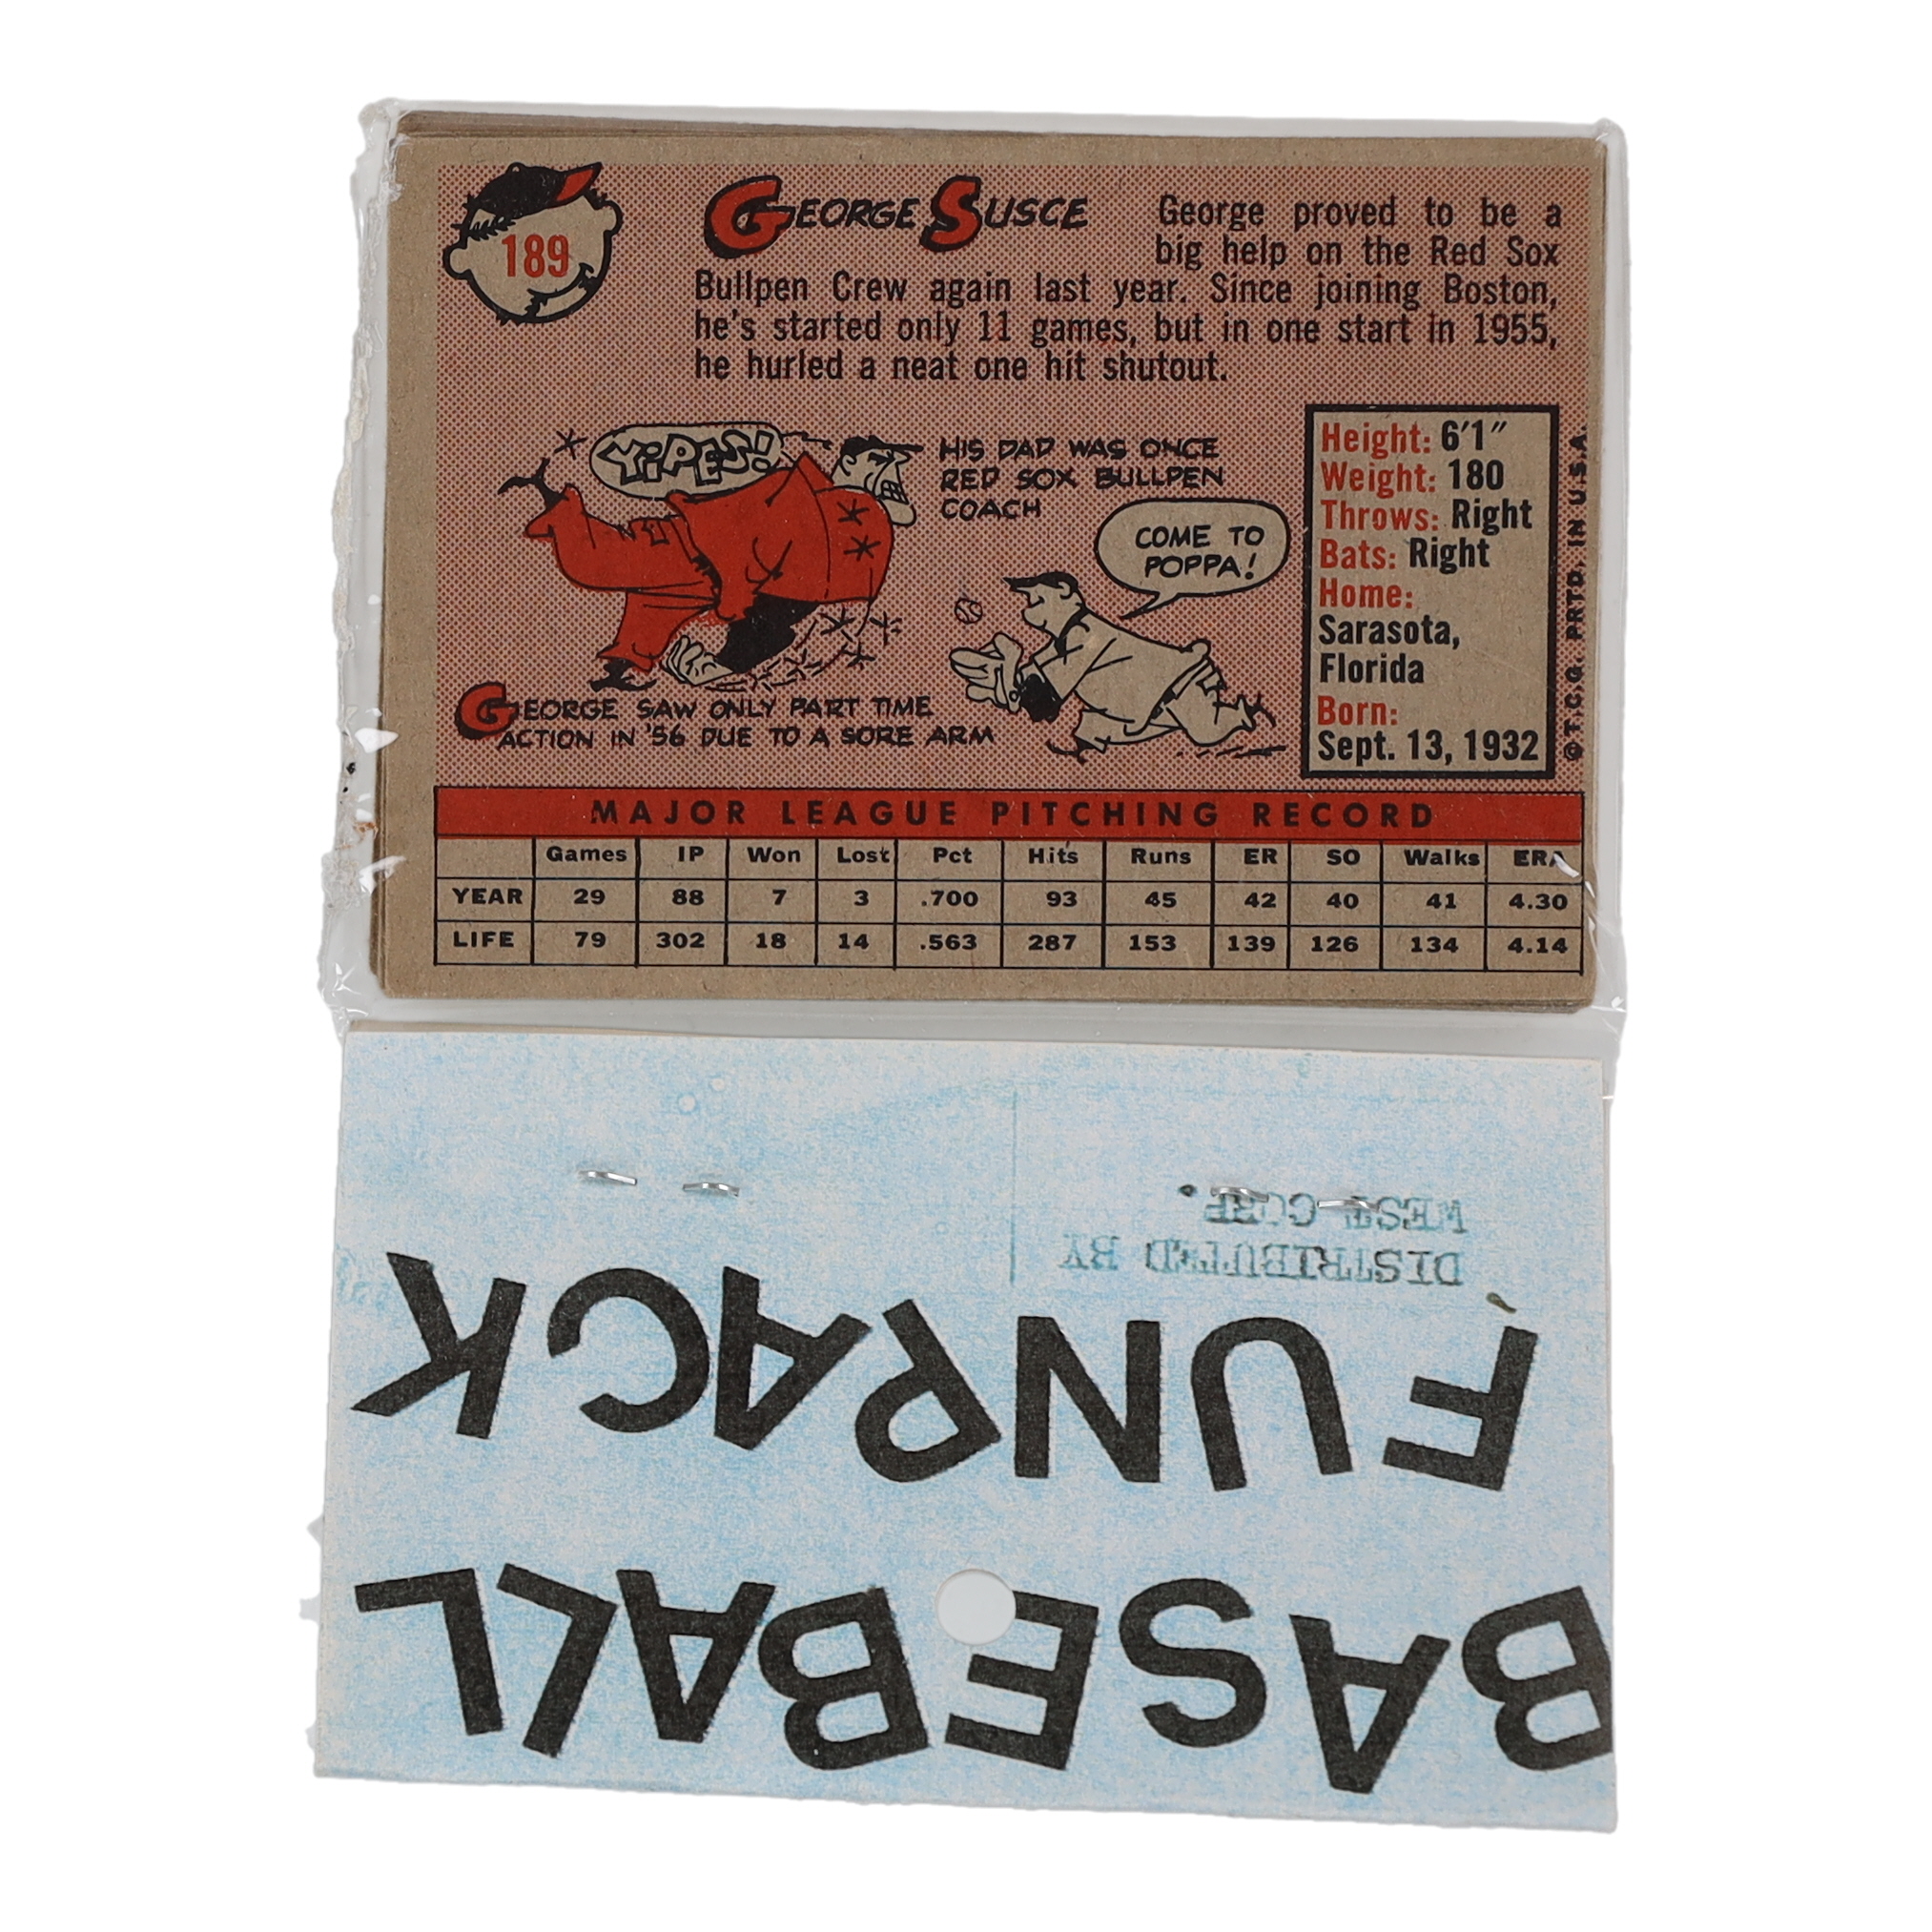 189
GEORGE SUSCE
George proved to be a
big help on the Red Sox
Bullpen Crew again last year. Since joining Boston,
he's started only 11 games, but in one start in 1955,
he hurled a neat one hit shutout.
YIPES!
HIS DAD WAS ONCE
RED SOX BULLPEN
COACH
COME TO
POPPA!
GEORGE SAW ONLY PART TIME
ACTION IN '56 DUE TO A SORE ARM
Height: 6'1"
Weight: 180
Throws: Right
Bats: Right
Home:
Sarasota,
Florida
Born:
Sept. 13, 1932
© T.C.G. PRTD. IN U.S.A.
MAJOR LEAGUE PITCHING RECORD
Games IP Won Lost Pct Hits Runs ER SO Walks ERA
YEAR 29 88 7 3 .700 93 45 42 40 41 4.30
LIFE 79 302 18 14 .563 287 153 139 126 134 4.14
BASEBALL
FUNPACK
DISTRIBUTED BY
WEST CORP.